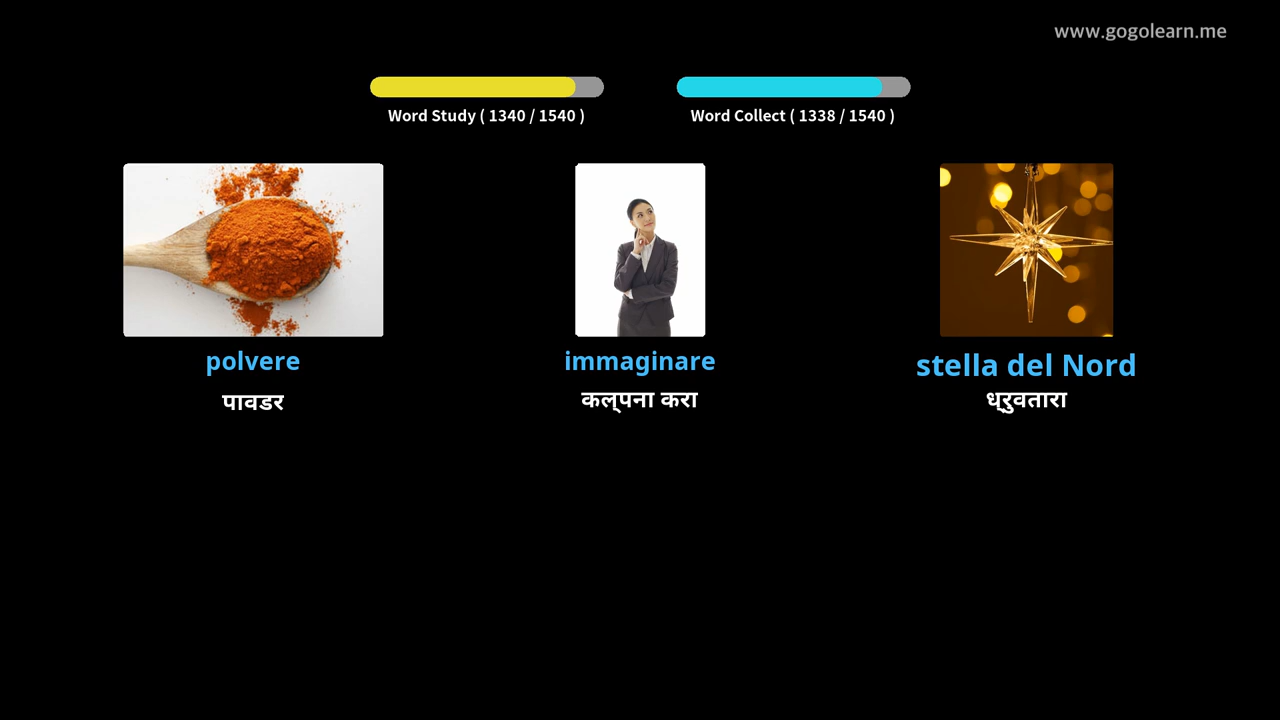 www.gogolearn.me
Word Study ( 1340 / 1540 )
Word Collect ( 1338 / 1540 )
polvere
immaginare
stella del Nord
पावडर
कल्पना करा
ध्रुवतारा